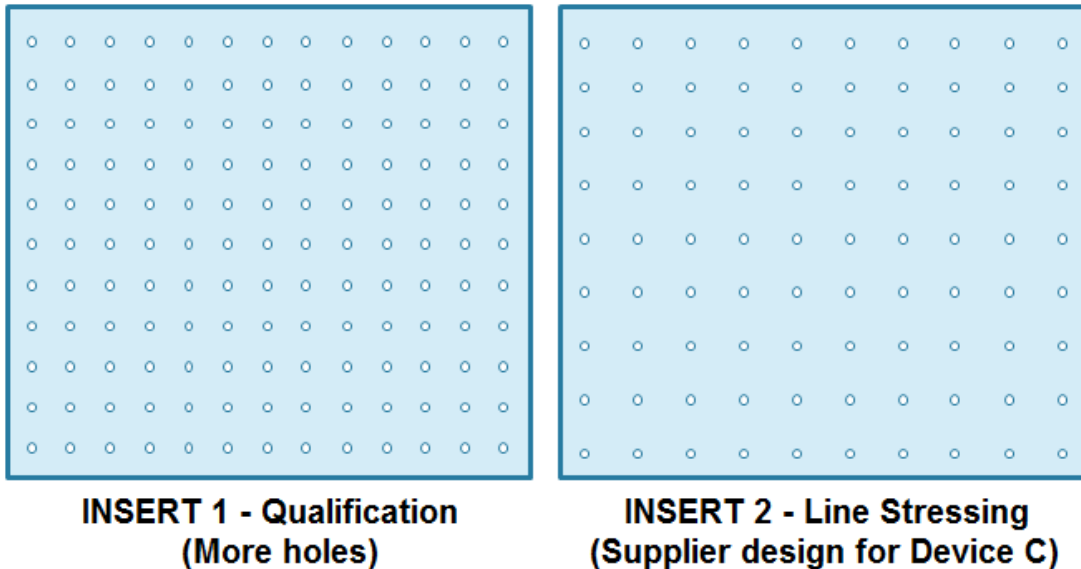 INSERT 1 - Qualification
(More holes)
INSERT 2 - Line Stressing
(Supplier design for Device C)